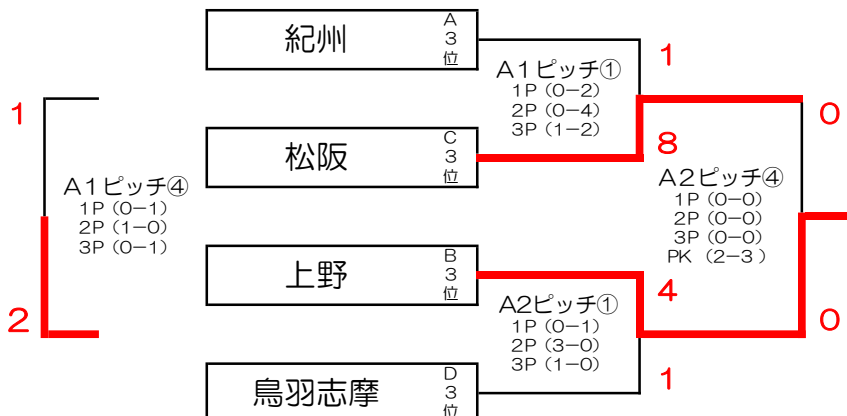 紀州
A3位
A1ピッチ①
1P (0−2)
2P (0−4)
3P (1−2)
1
8
松阪
C3位
1
A1ピッチ④
1P (0−1)
2P (1−0)
3P (0−1)
2
0
A2ピッチ④
1P (0−0)
2P (0−0)
3P (0−0)
PK (2−3)
0
上野
B3位
A2ピッチ①
1P (0−1)
2P (3−0)
3P (1−0)
4
1
鳥羽志摩
D3位